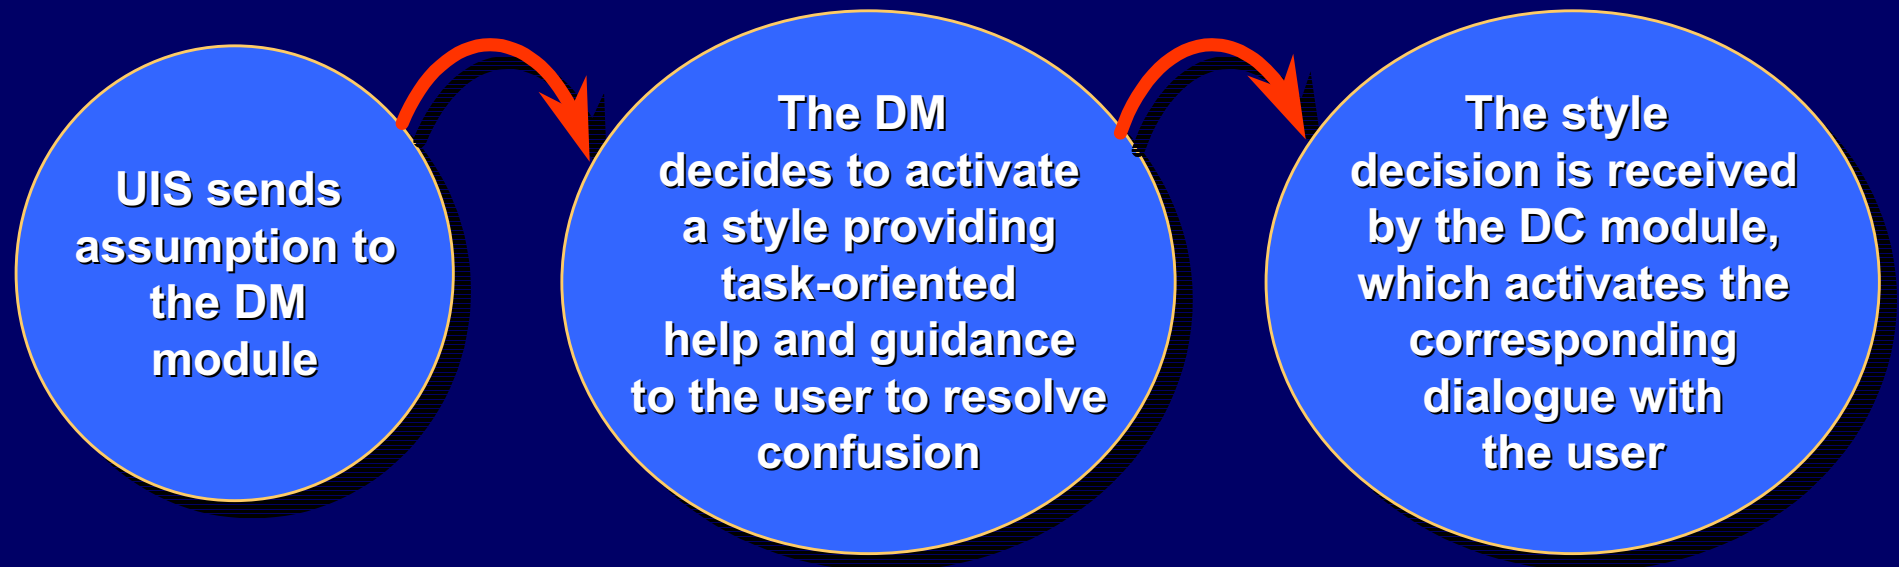 UIS sends
assumption to
the DM
module
The DM
decides to activate
a style providing
task-oriented
help and guidance
to the user to resolve
confusion
The style
decision is received
by the DC module,
which activates the
corresponding
dialogue with
the user